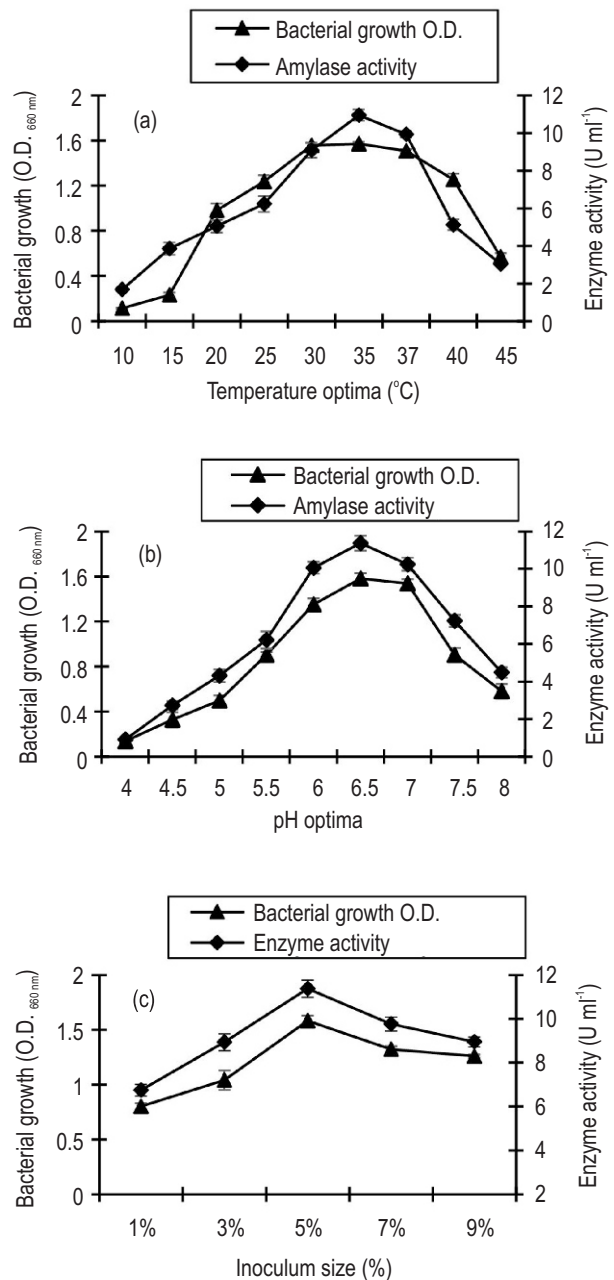 Bacterial growth O.D.
Amylase activity
(a)
2
1.6
1.2
0.8
0.4
0
12
10
8
6
4
2
0
Bacterial growth (O.D. 660 nm)
Enzyme activity (U ml-1)
10 15 20 25 30 35 37 40 45
Temperature optima (°C)
Bacterial growth O.D.
Amylase activity
(b)
2
1.6
1.2
0.8
0.4
0
12
10
8
6
4
2
0
Bacterial growth (O.D. 660 nm)
Enzyme activity (U ml-1)
4 4.5 5 5.5 6 6.5 7 7.5 8
pH optima
Bacterial growth O.D.
Enzyme activity
(c)
2
1.5
1
0.5
0
12
10
8
6
4
2
Bacterial growth (O.D. 660 nm)
Enzyme activity (U ml-1)
1% 3% 5% 7% 9%
Inoculum size (%)